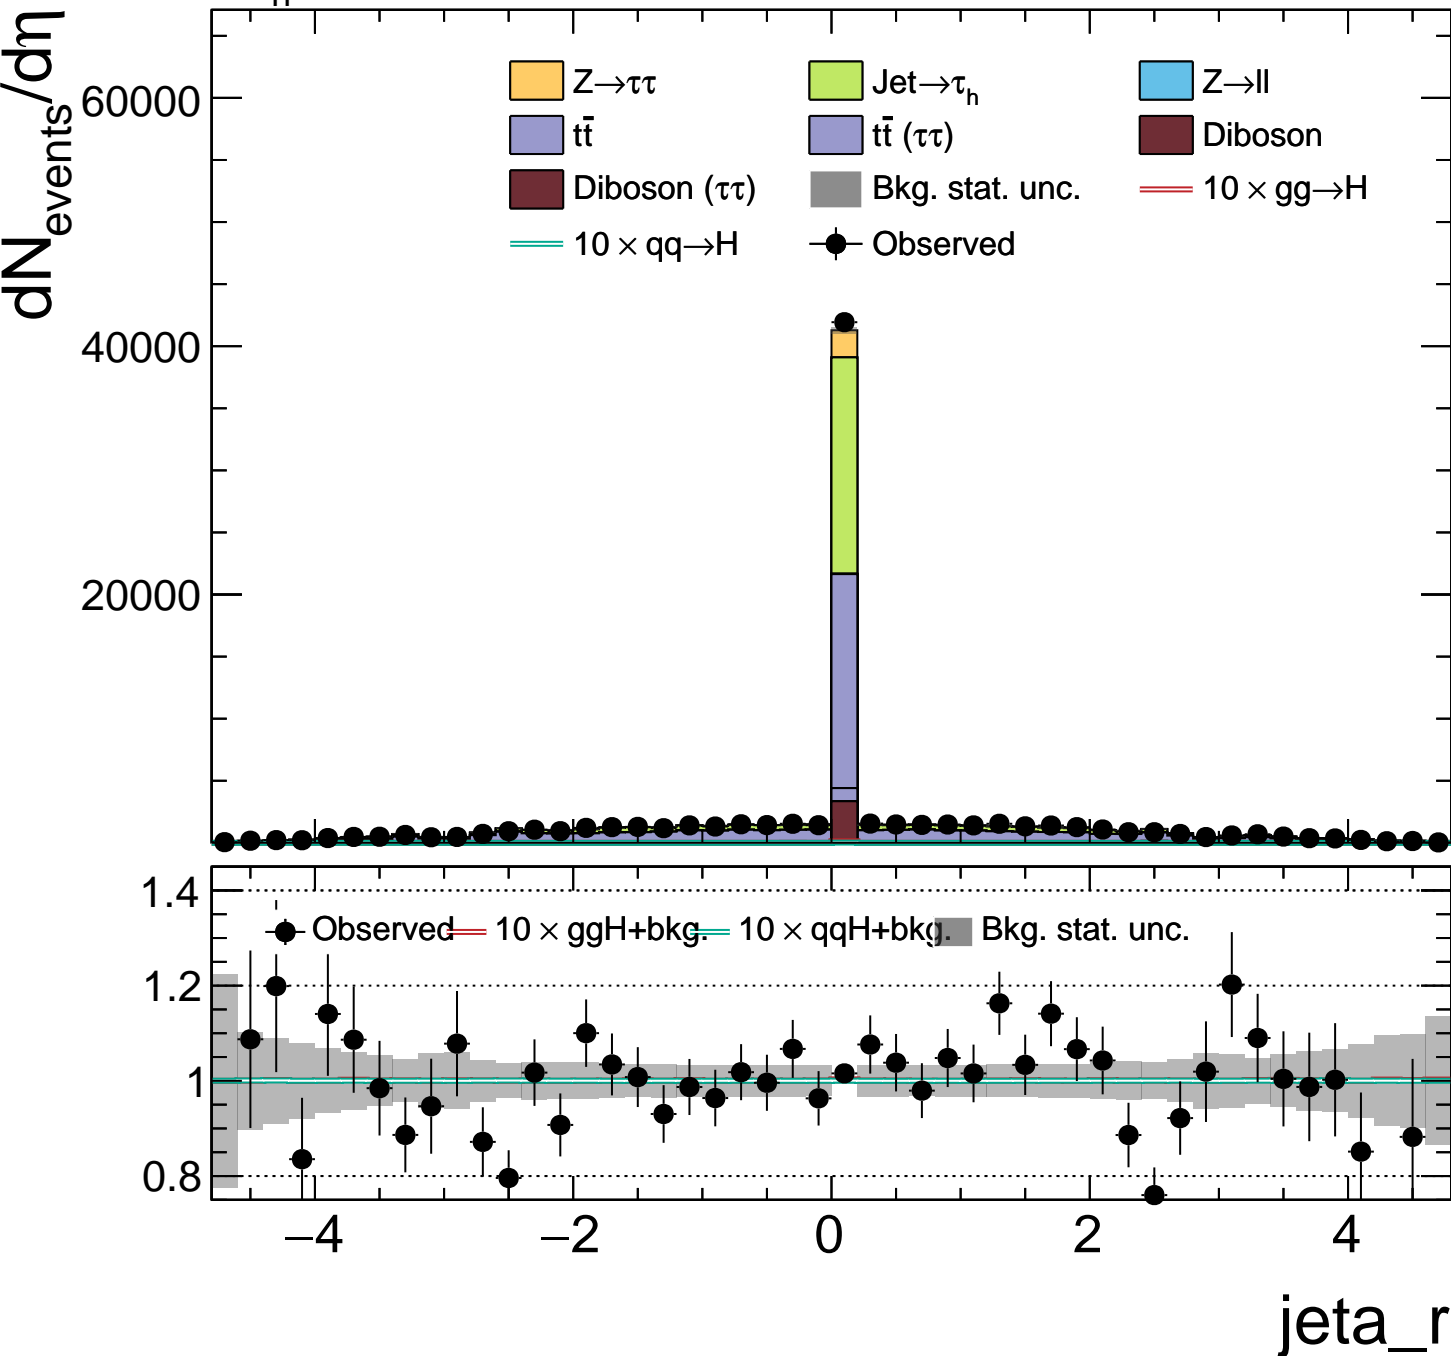 dN_events/dη
60000
40000
20000
Z→ττ Jet→τ_h Z→ll
tt̄ tt̄ (ττ) Diboson
Diboson (ττ) Bkg. stat. unc. 10 × gg→H
10 × qq→H Observed
1.4
1.2
1
0.8
Observed 10 × ggH+bkg. 10 × qqH+bkg. Bkg. stat. unc.
−4 −2 0 2 4
jeta_r